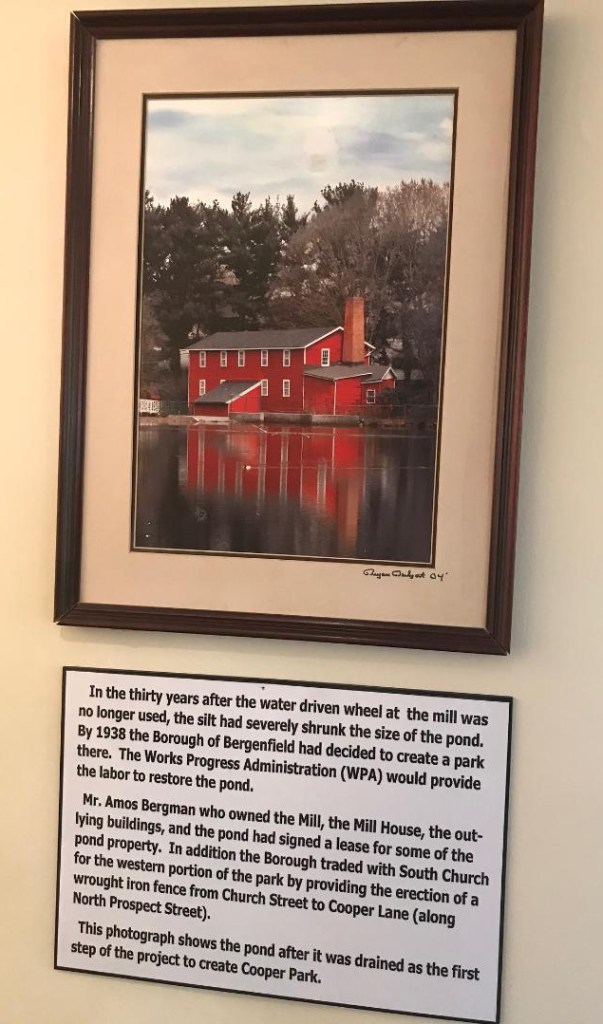 04'
In the thirty years after the water driven wheel at the mill was
no longer used, the silt had severely shrunk the size of the pond.
By 1938 the Borough of Bergenfield had decided to create a park
there. The Works Progress Administration (WPA) would provide
the labor to restore the pond.
Mr. Amos Bergman who owned the Mill, the Mill House, the out-
lying buildings, and the pond had signed a lease for some of the
pond property. In addition the Borough traded with South Church
for the western portion of the park by providing the erection of a
wrought iron fence from Church Street to Cooper Lane (along
North Prospect Street).
This photograph shows the pond after it was drained as the first
step of the project to create Cooper Park.